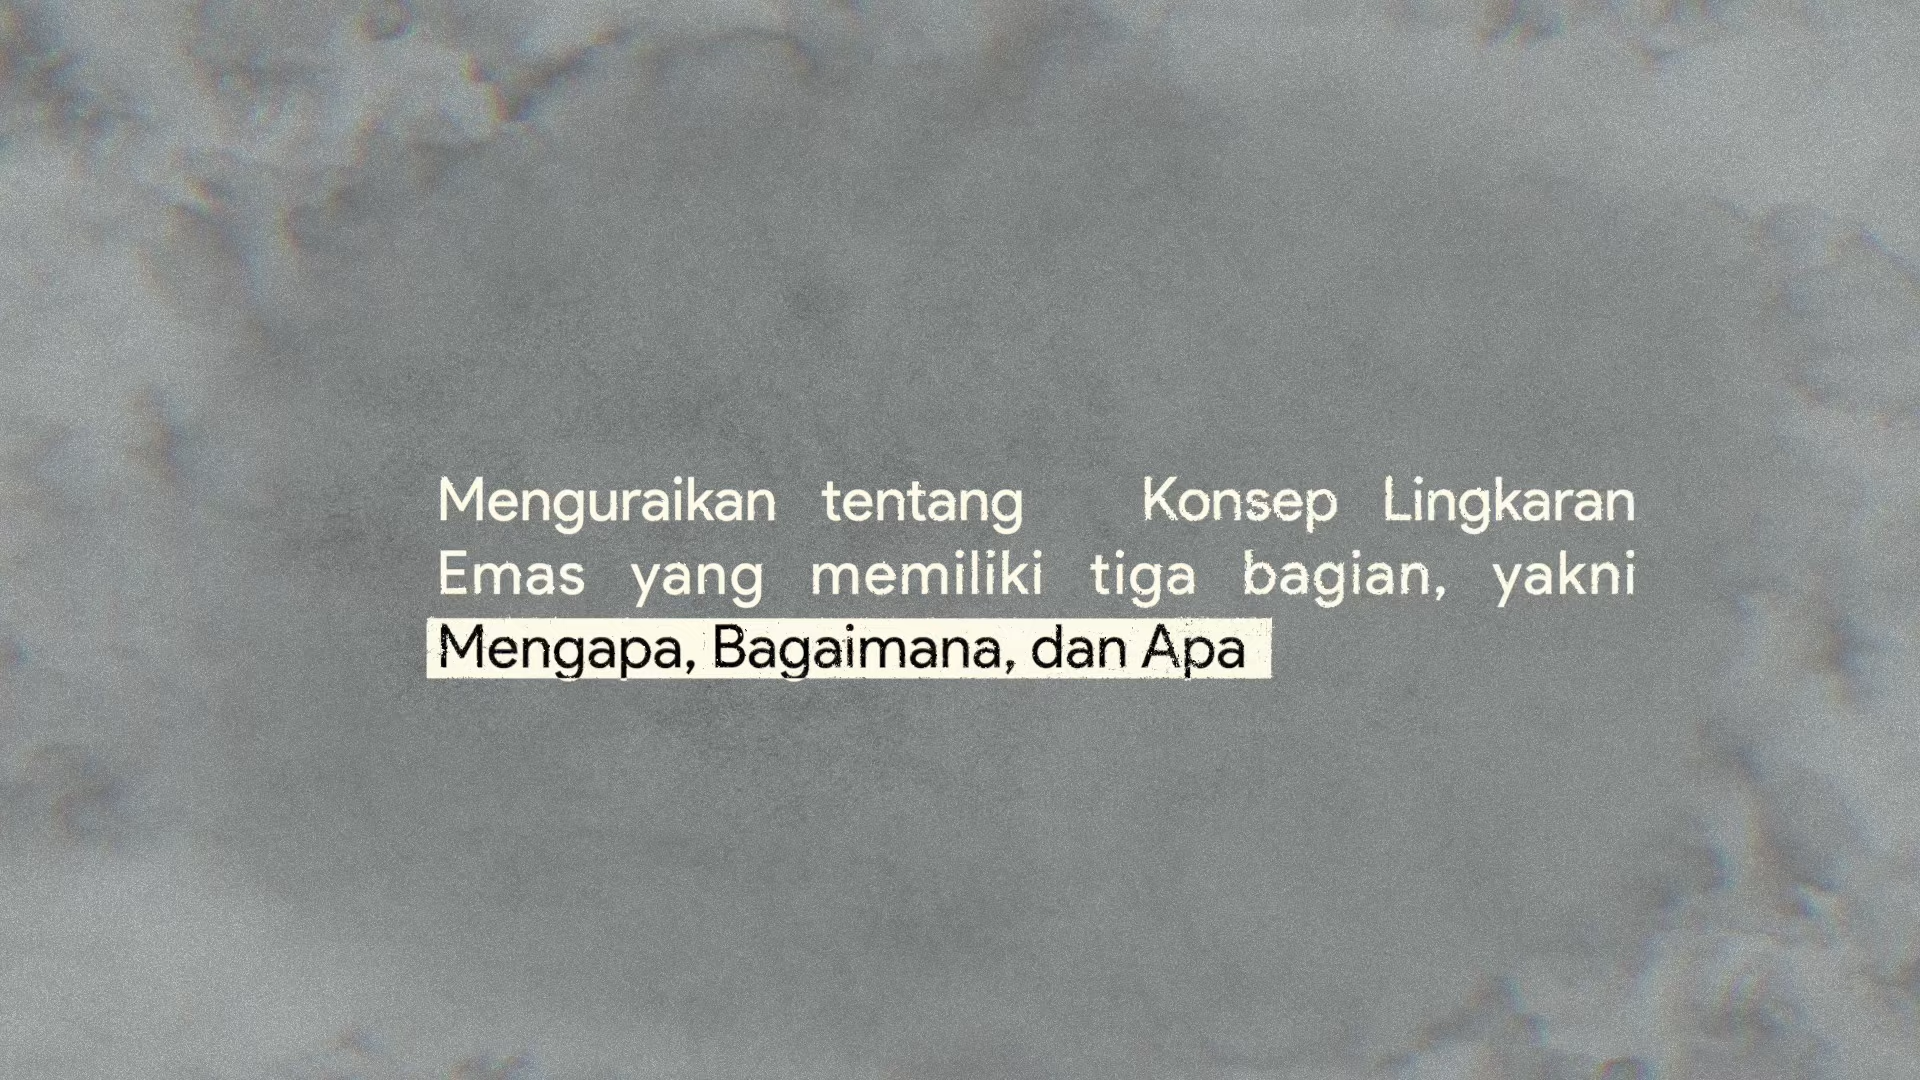 Menguraikan tentang Konsep Lingkaran
Emas yang memiliki tiga bagian, yakni
Mengapa, Bagaimana, dan Apa